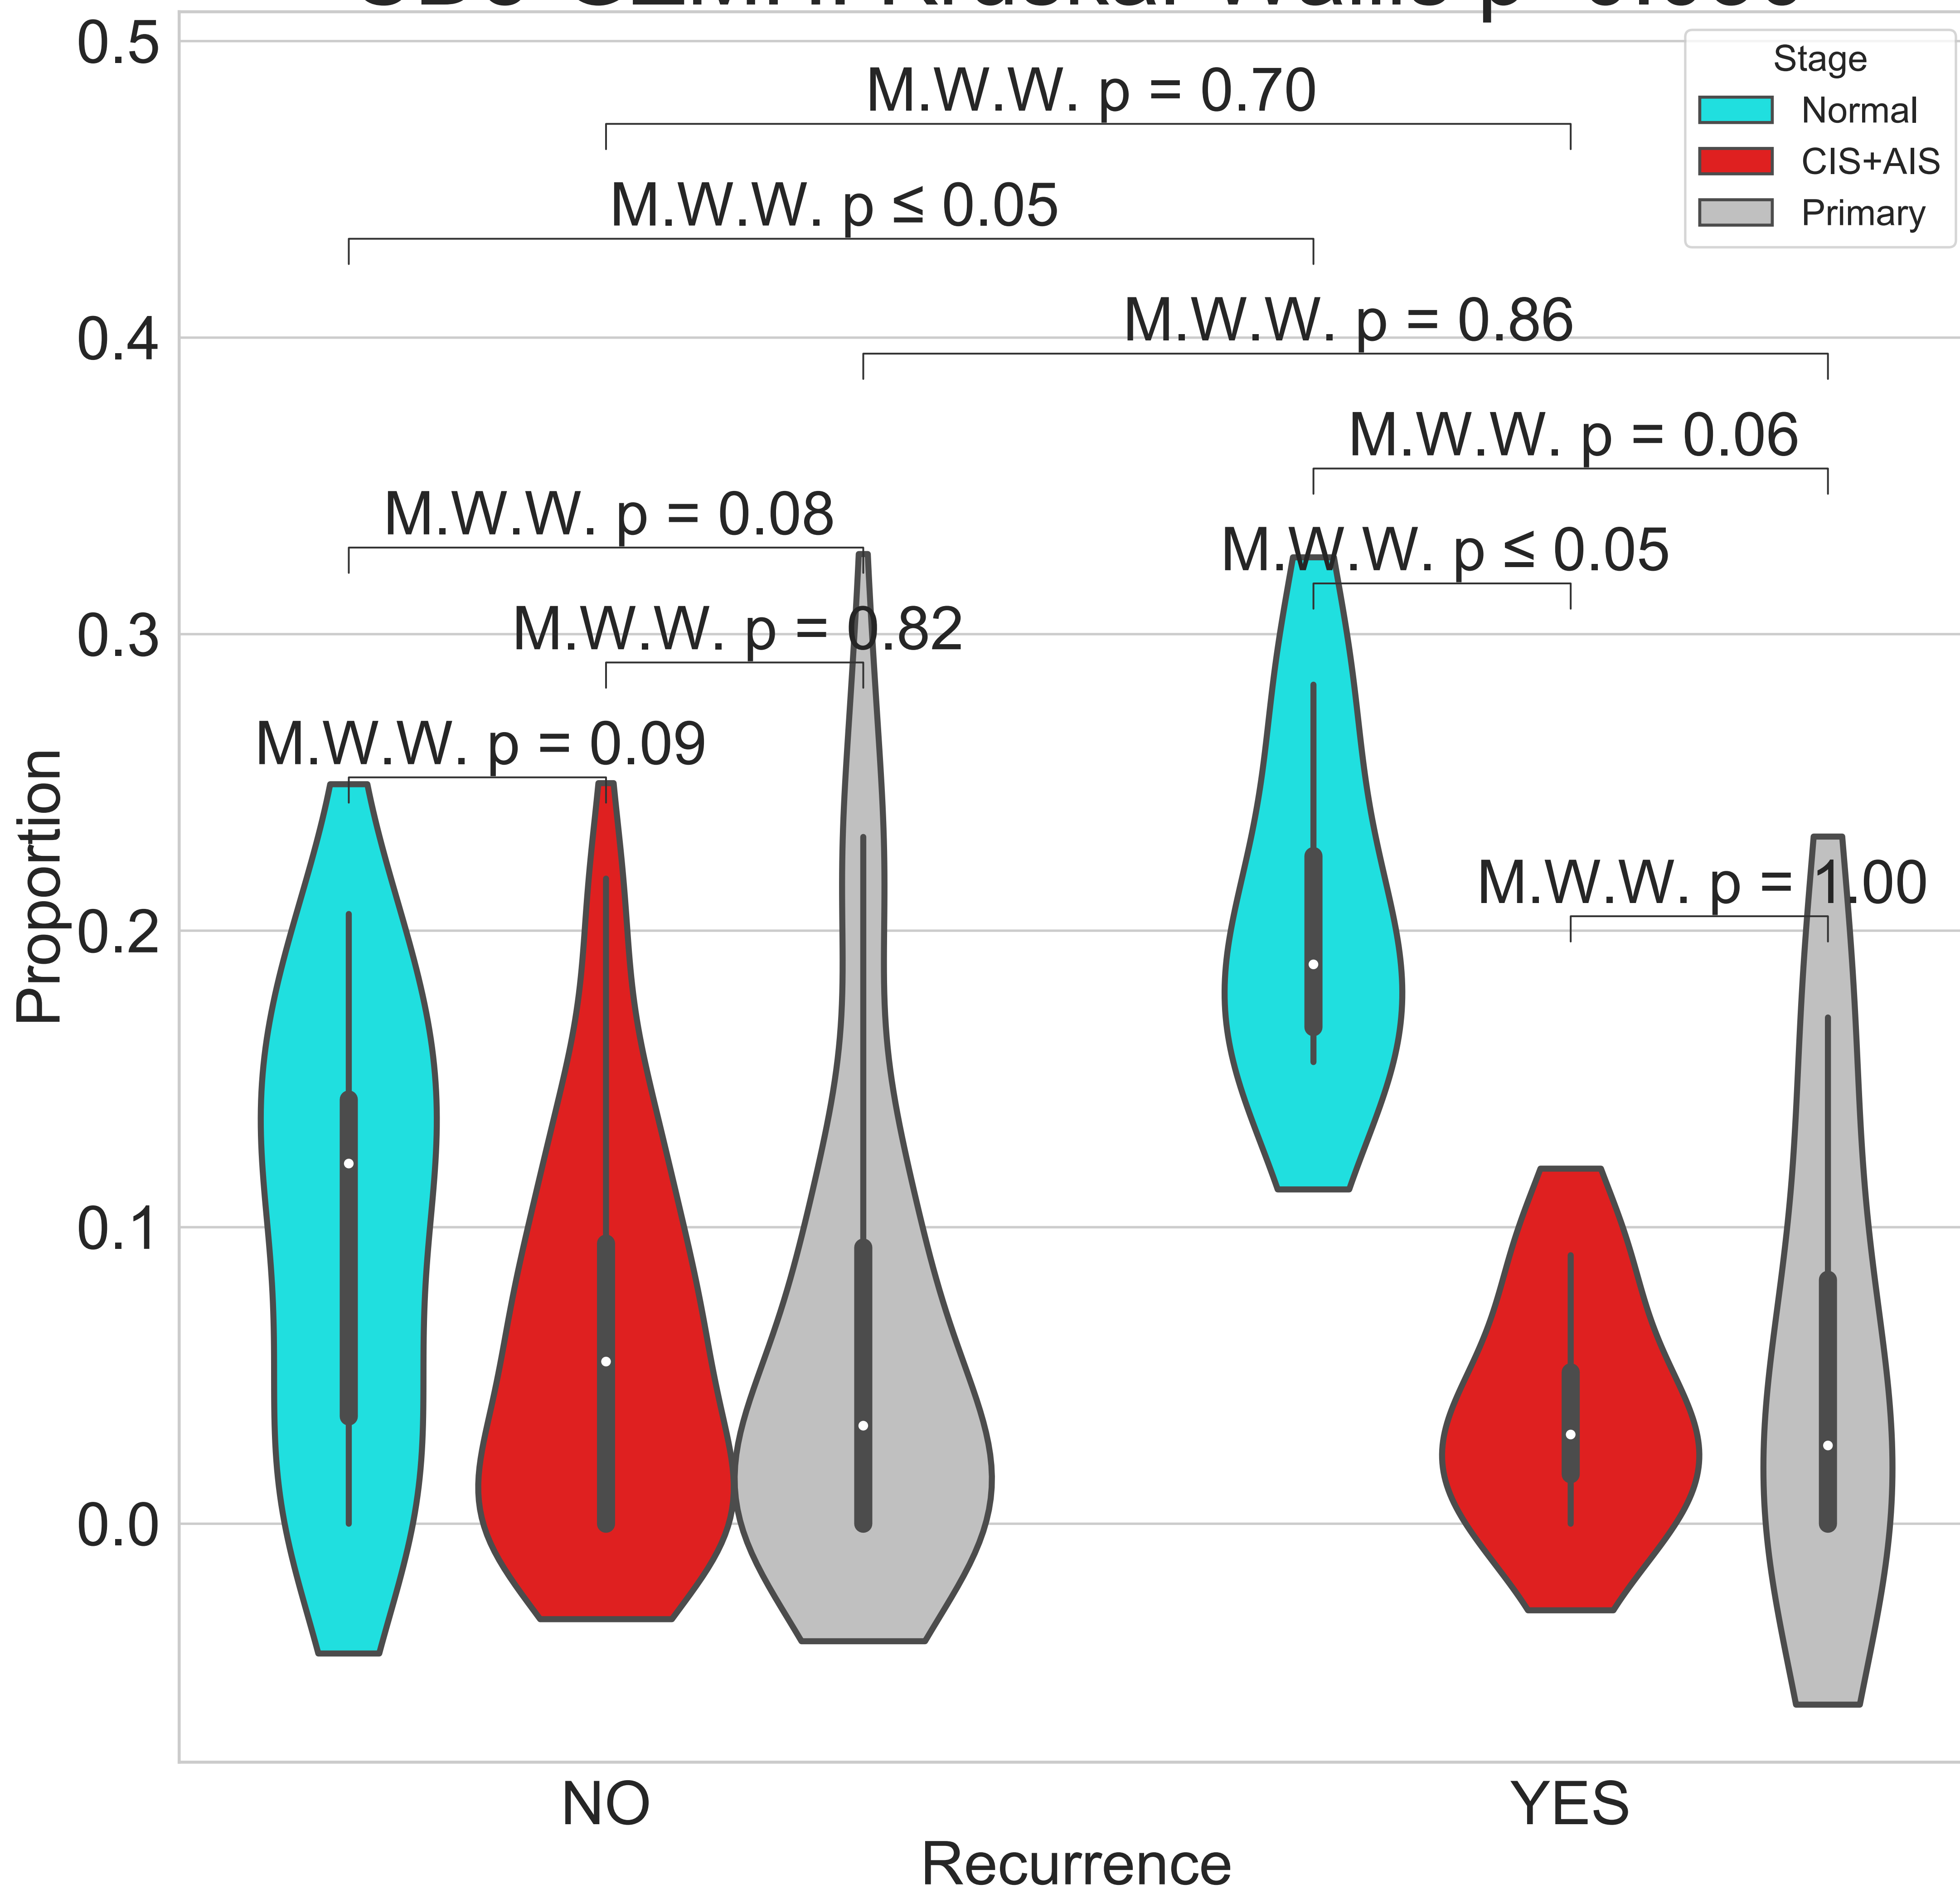 0.5
0.4
0.3
0.2
0.1
0.0
Proportion
Stage
Normal
CIS+AIS
Primary
M.W.W. p = 0.70
M.W.W. p ≤ 0.05
M.W.W. p = 0.86
M.W.W. p = 0.06
M.W.W. p = 0.08
M.W.W. p ≤ 0.05
M.W.W. p = 0.82
M.W.W. p = 0.09
M.W.W. p = 1.00
NO
YES
Recurrence